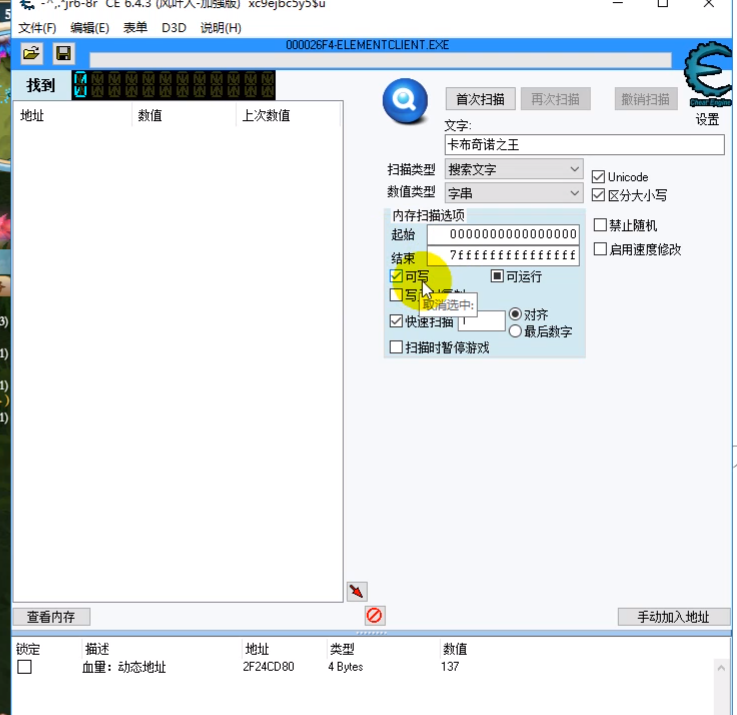 CE 6.4.3 (风叶人-加强版) xc9ejbc5y5$u
文件(F) 编辑(E) 表单 D3D 说明(H)
000026F4-ELEMENTCLIENT.EXE
找到
Cheat Engine
设置
地址 数值 上次数值
首次扫描 再次扫描 撤销扫描
文字:
卡布奇诺之王
扫描类型 搜索文字
数值类型 字串
Unicode
区分大小写
内存扫描选项
起始 0000000000000000
结束 7fffffffffffffff
禁止随机
启用速度修改
可写 可运行
取消选中:
快速扫描 1 对齐
最后数字
扫描时暂停游戏
查看内存 手动加入地址
锁定 描述 地址 类型 数值
血量：动态地址 2F24CD80 4 Bytes 137